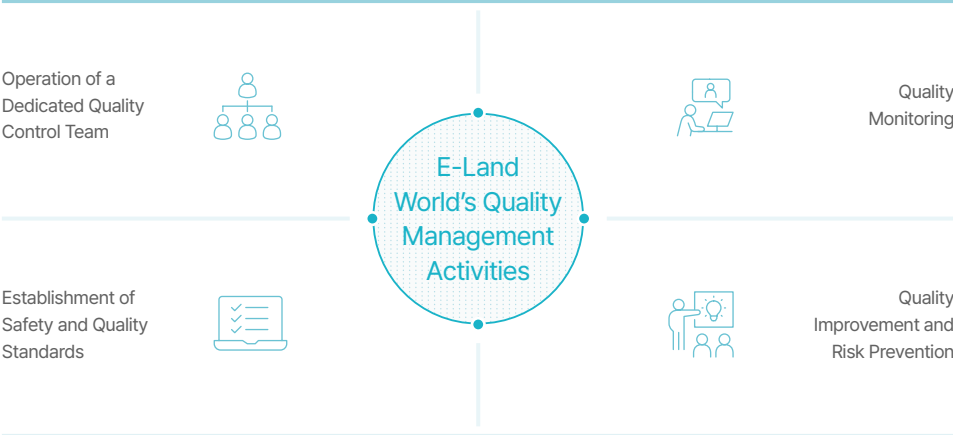 Operation of a
Dedicated Quality
Control Team
Quality
Monitoring
E-Land
World's Quality
Management
Activities
Establishment of
Safety and Quality
Standards
Quality
Improvement and
Risk Prevention